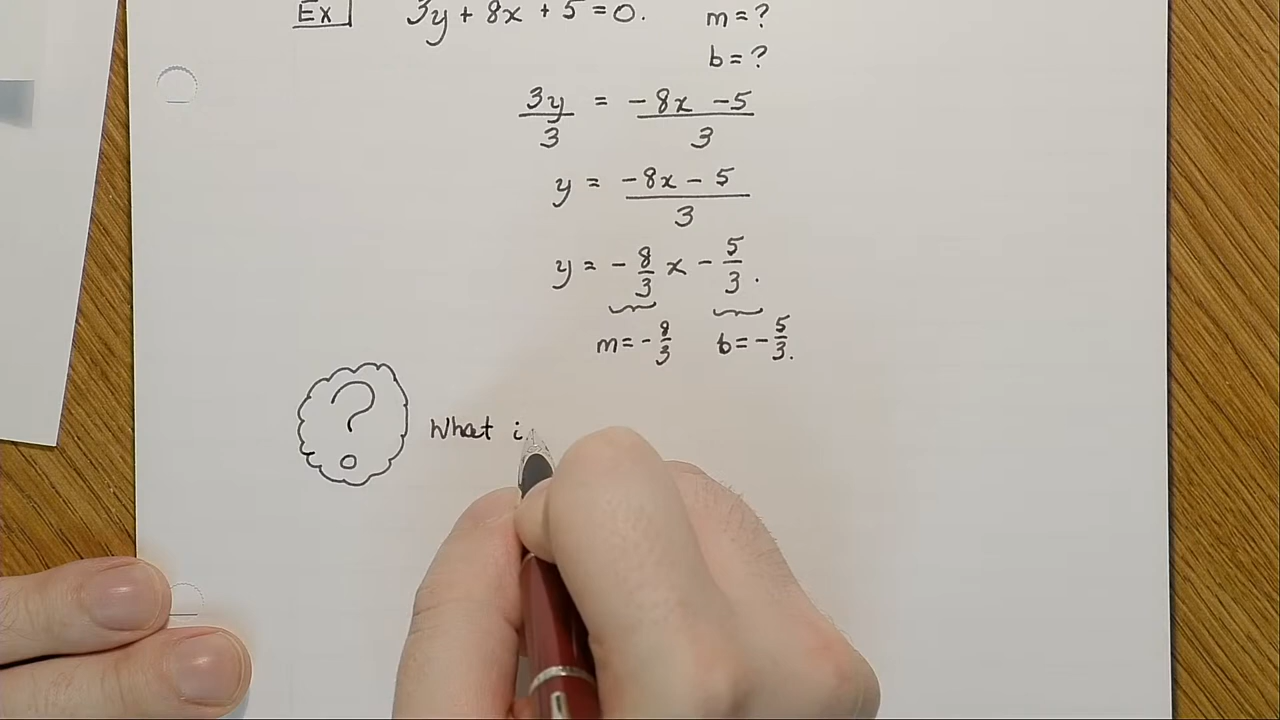 Ex 3y + 8x + 5 = 0. m = ?
b = ?
3y/3 = (-8x - 5)/3
y = (-8x - 5)/3
y = - 8/3 x - 5/3.
m = - 8/3 b = - 5/3.
? What i